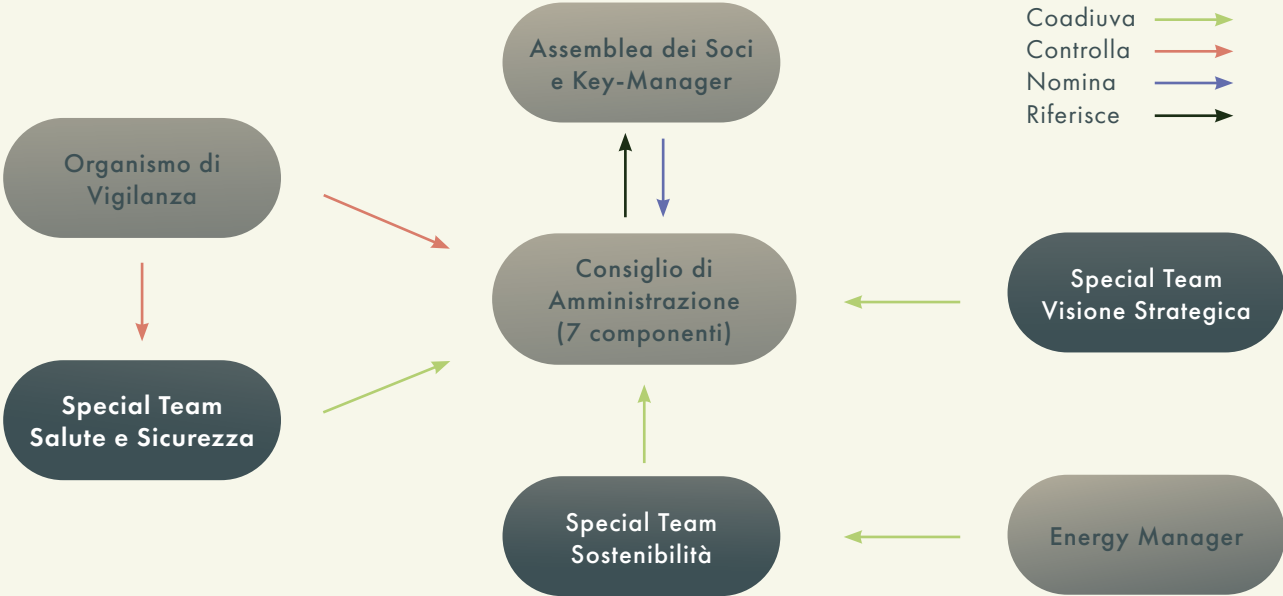 Assemblea dei Soci
e Key-Manager
Coadiuva
Controlla
Nomina
Riferisce
Organismo di
Vigilanza
Consiglio di
Amministrazione
(7 componenti)
Special Team
Visione Strategica
Special Team
Salute e Sicurezza
Special Team
Sostenibilità
Energy Manager